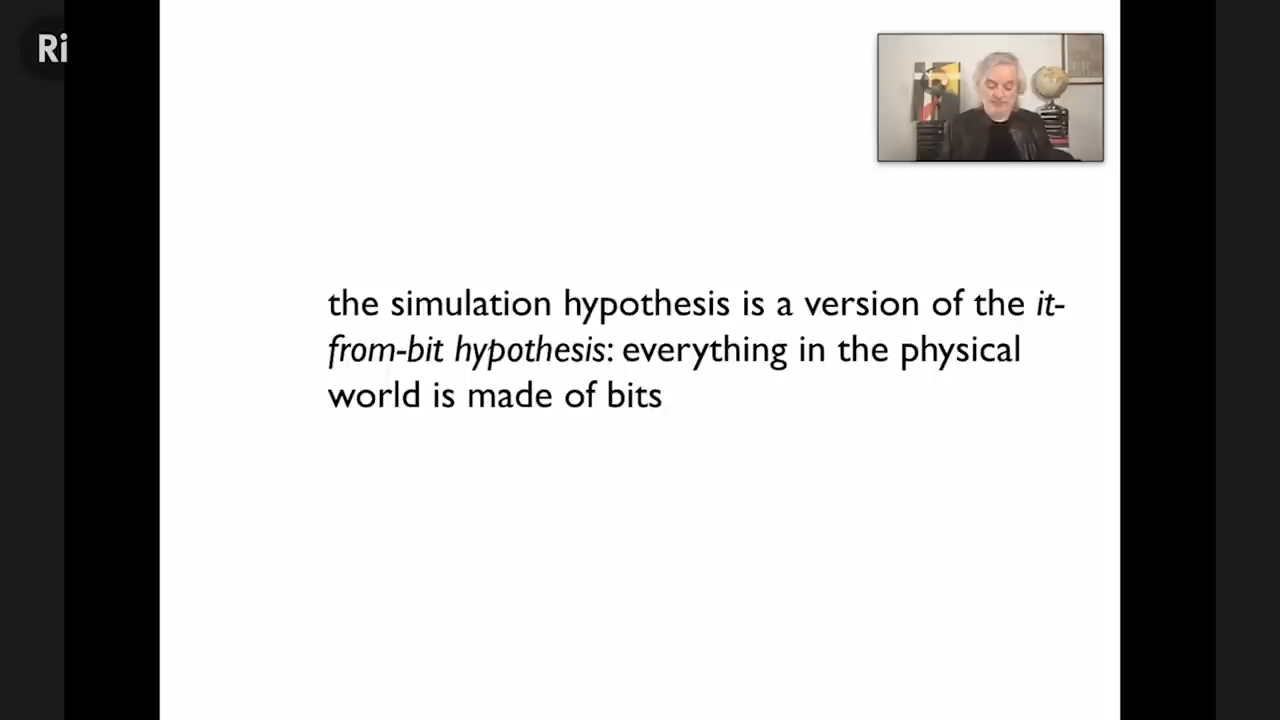 Ri
the simulation hypothesis is a version of the it-
from-bit hypothesis: everything in the physical
world is made of bits